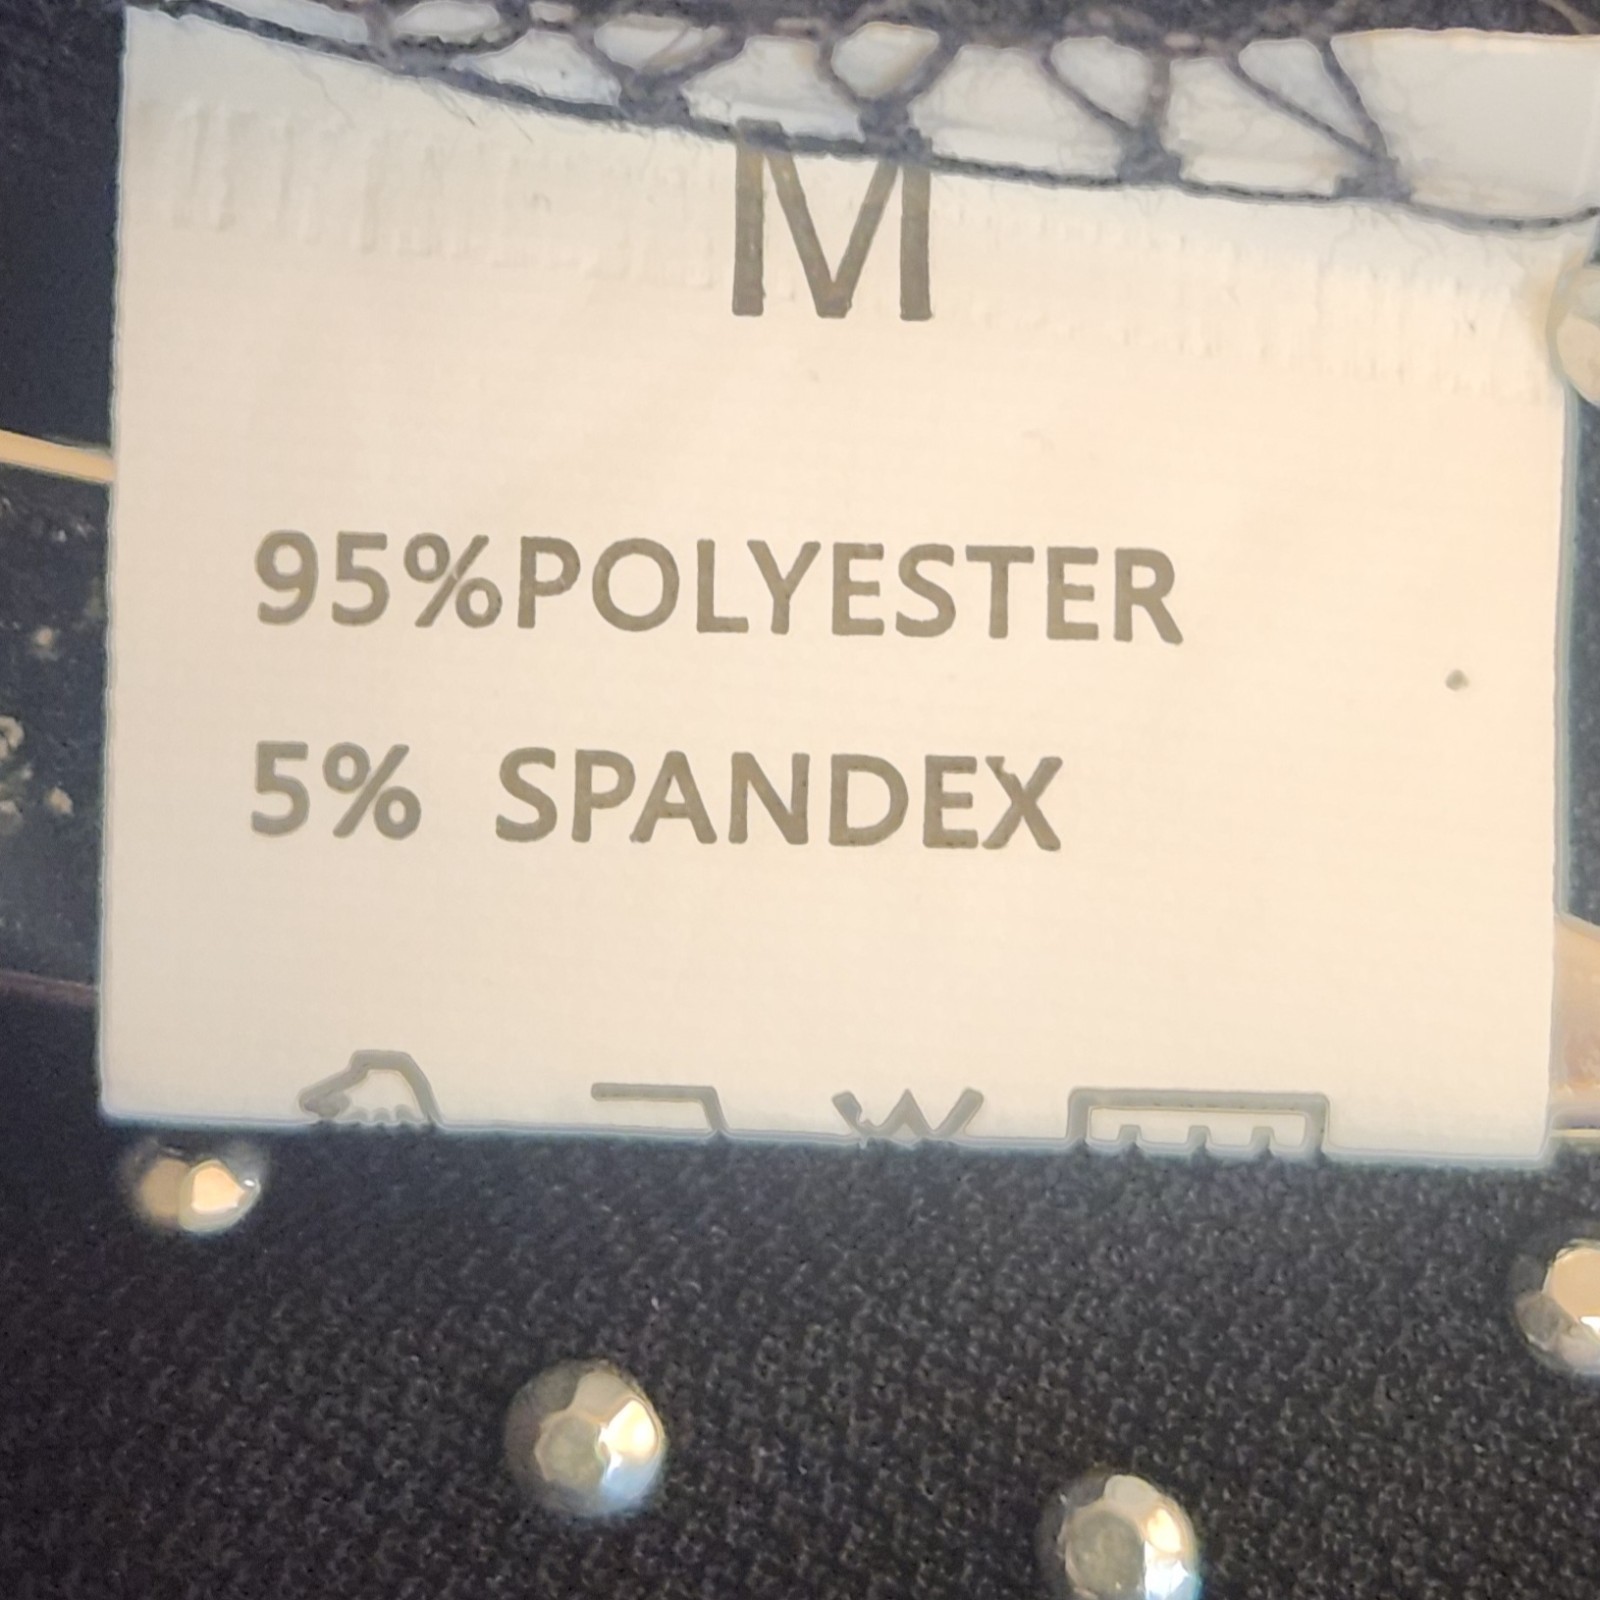 M
95%POLYESTER
5% SPANDEX